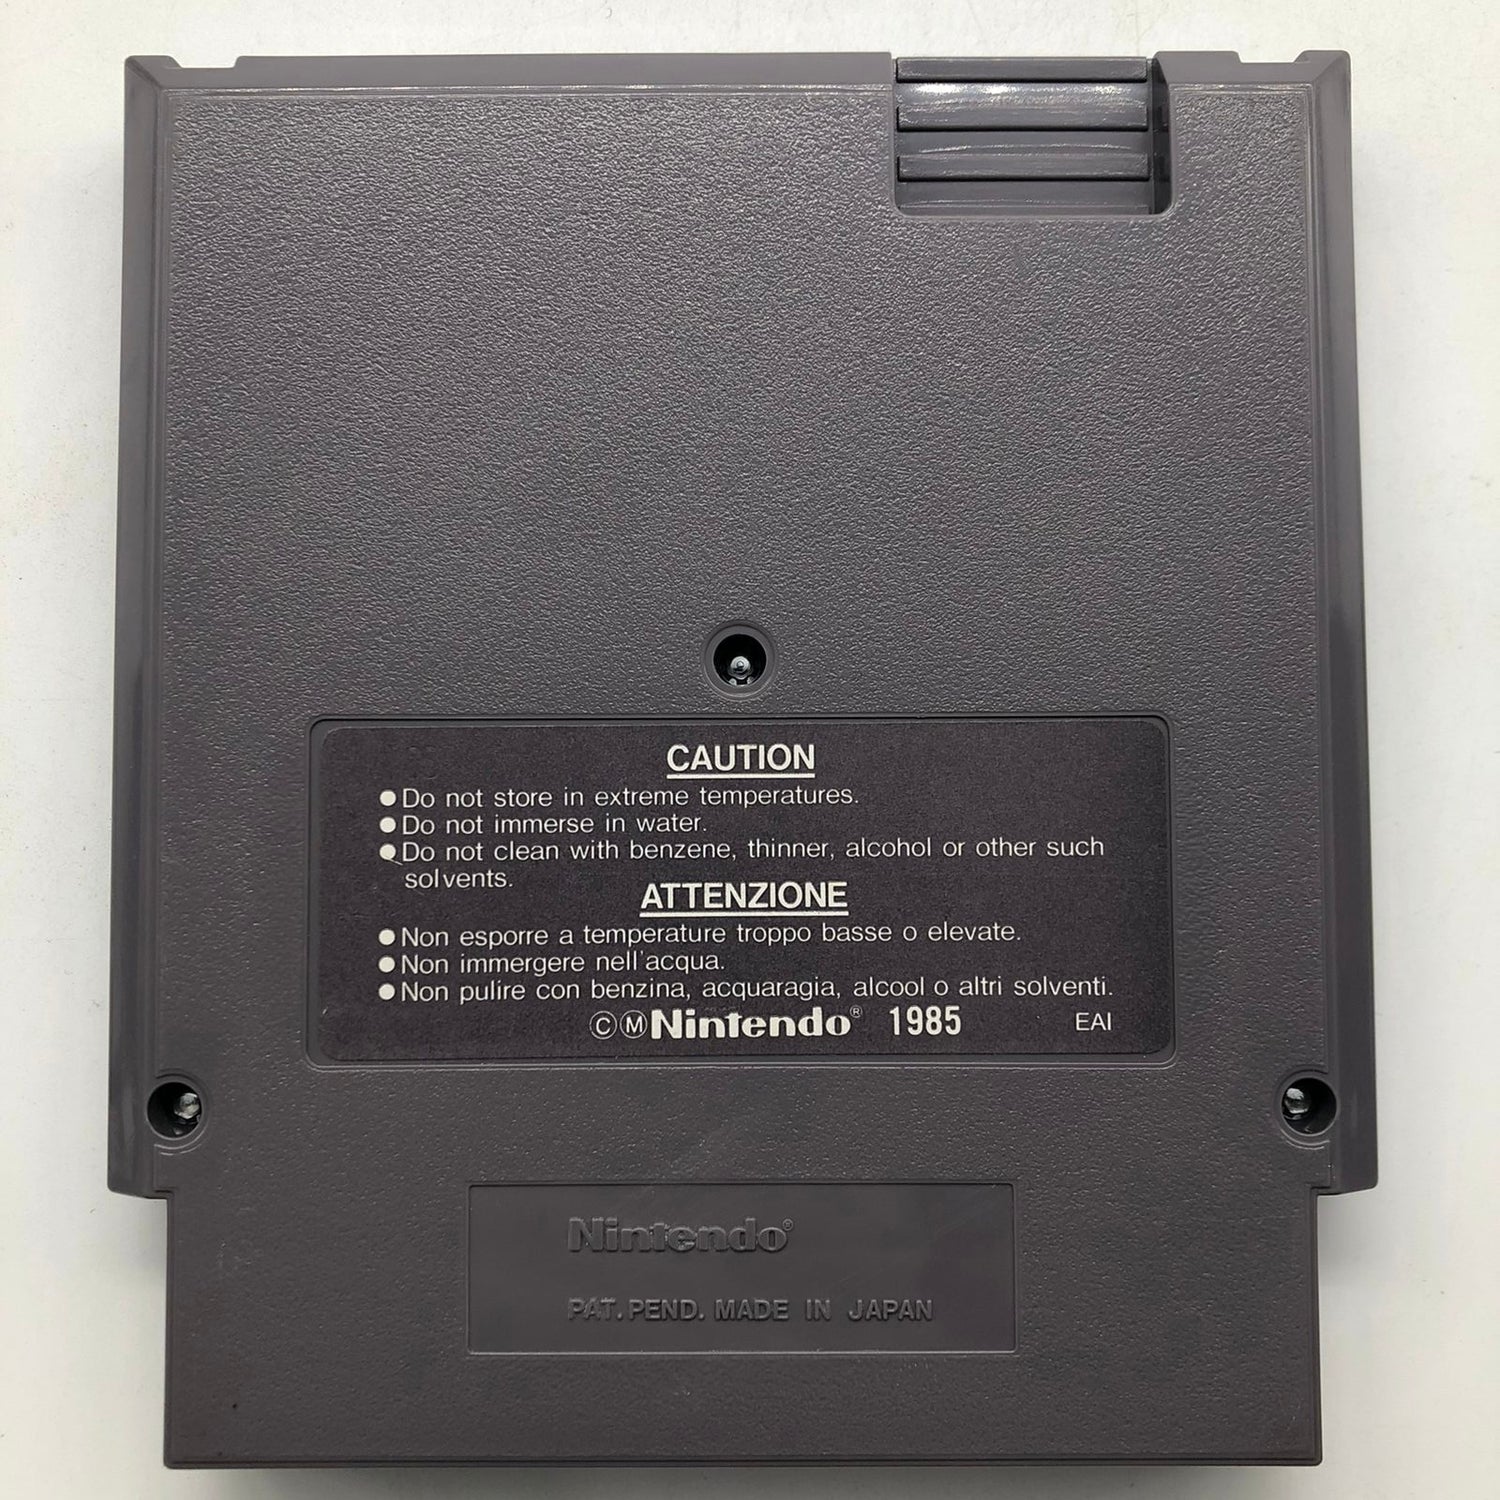 CAUTION
●Do not store in extreme temperatures.
●Do not immerse in water.
●Do not clean with benzene, thinner, alcohol or other such
solvents.
ATTENZIONE
●Non esporre a temperature troppo basse o elevate.
●Non immergere nell'acqua.
●Non pulire con benzina, acquaragia, alcool o altri solventi.
ⒸⓂNintendo® 1985 EAI
Nintendo®
PAT. PEND. MADE IN JAPAN